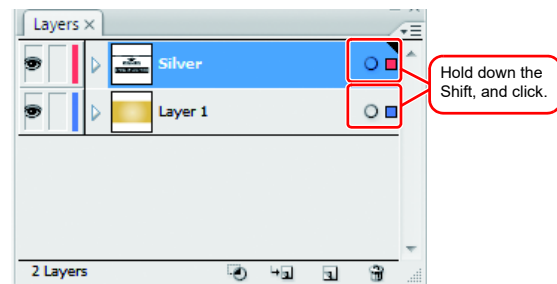 Layers ×
Silver
Hold down the
Shift, and click.
Layer 1
2 Layers